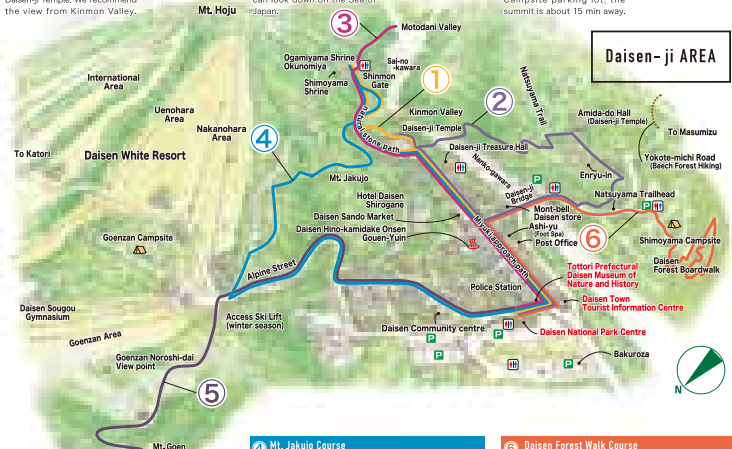 Daisen-ji Temple. We recommend
the view from Kinmon Valley.
can look down on the Sea of
Japan.
Campsite parking lot, the
summit is about 15 min away.
Daisen-ji AREA
Mt. Hoju
3
Motodani Valley
Ogamiyama Shrine
Okunomiya
Sai-no
-kawara
Shimoyama
Shrine
Shinmon
Gate
1
2
Natsuyama Trail
International
Area
Uenohara
Area
Nakanohara
Area
Kinmon Valley
Daisen-ji Temple
natural stone path
Amida-do Hall
(Daisen-ji Temple)
To Masumizu
4
To Katori
Daisen White Resort
Daisen-ji Treasure Hall
Nanko-gawara
Yokote-michi Road
(Beech Forest Hiking)
Mt. Jakujo
Enryu-in
P
Daisen-ji
Bridge
Natsuyama Trailhead
P
Hotel Daisen
Shirogane
Mont-bell
Daisen store
Daisen Sando Market
Ashi-yu
(Foot Spa)
6
Daisen Hino-kamidake Onsen
Gouen-Yuin
Miyuki approach path
Post Office
Shimoyama Campsite
Goenzan Campsite
Daisen
Forest Boardwalk
Alpine Street
Tottori Prefectural
Daisen Museum of
Nature and History
Police Station
Daisen Town
Tourist Information Centre
Daisen Sougou
Gymnasium
Access Ski Lift
(winter season)
Daisen Community centre
P
Daisen National Park Centre
Goenzan Area
P
P
P
Bakuroza
Goenzan Noroshi-dai
View point
5
N
Mt. Goen
4 Mt. Jakujo Course
6 Daisen Forest Walk Course